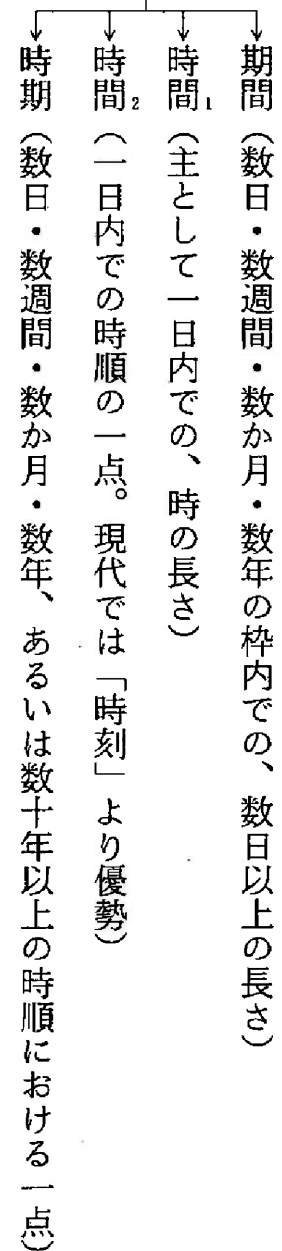 期間（数日・数週間・数か月・数年の枠内での、数日以上の長さ）
時間₁（主として一日内での、時の長さ）
時間₂（一日内での時順の一点。現代では「時刻」より優勢）
時期（数日・数週間・数か月・数年、あるいは数十年以上の時順における一点）